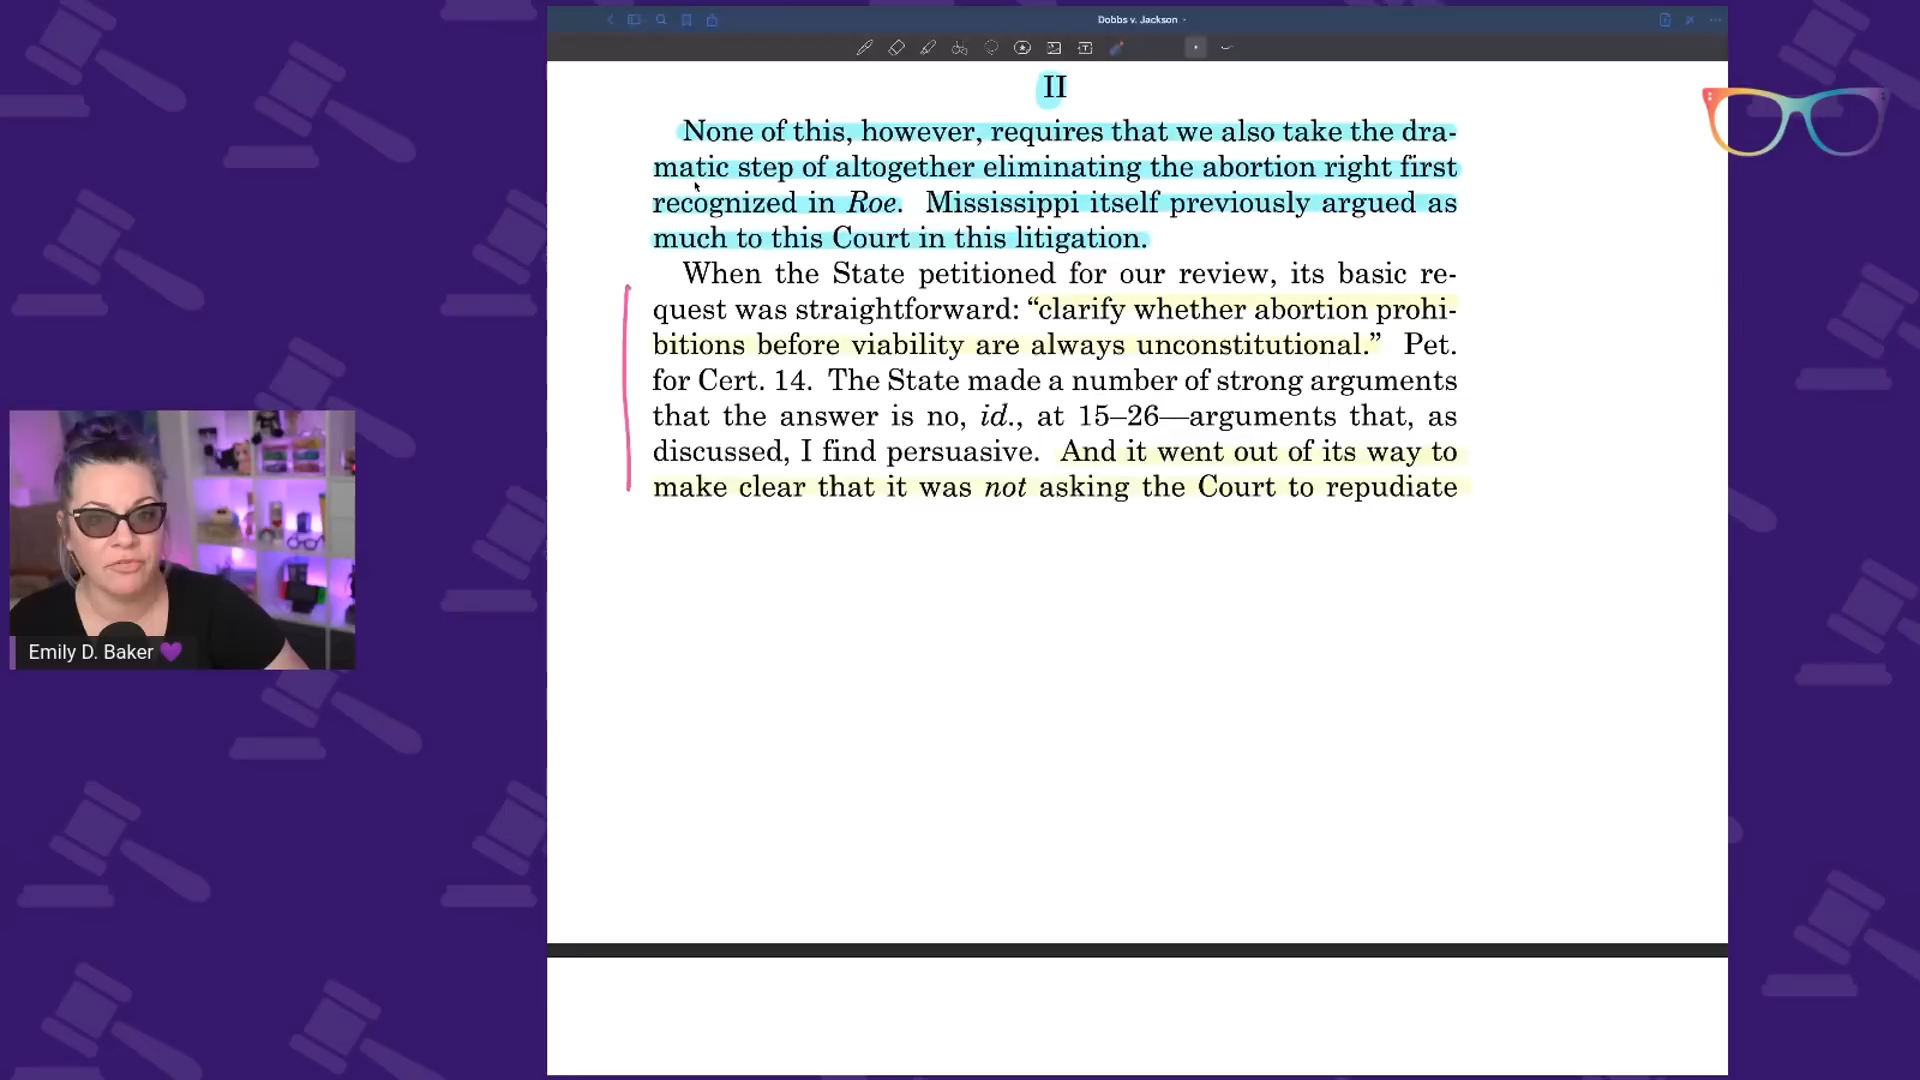 Dobbs v. Jackson
II
None of this, however, requires that we also take the dra-
matic step of altogether eliminating the abortion right first
recognized in Roe. Mississippi itself previously argued as
much to this Court in this litigation.
When the State petitioned for our review, its basic re-
quest was straightforward: “clarify whether abortion prohi-
bitions before viability are always unconstitutional.” Pet.
for Cert. 14. The State made a number of strong arguments
that the answer is no, id., at 15–26—arguments that, as
discussed, I find persuasive. And it went out of its way to
make clear that it was not asking the Court to repudiate
Emily D. Baker 💜